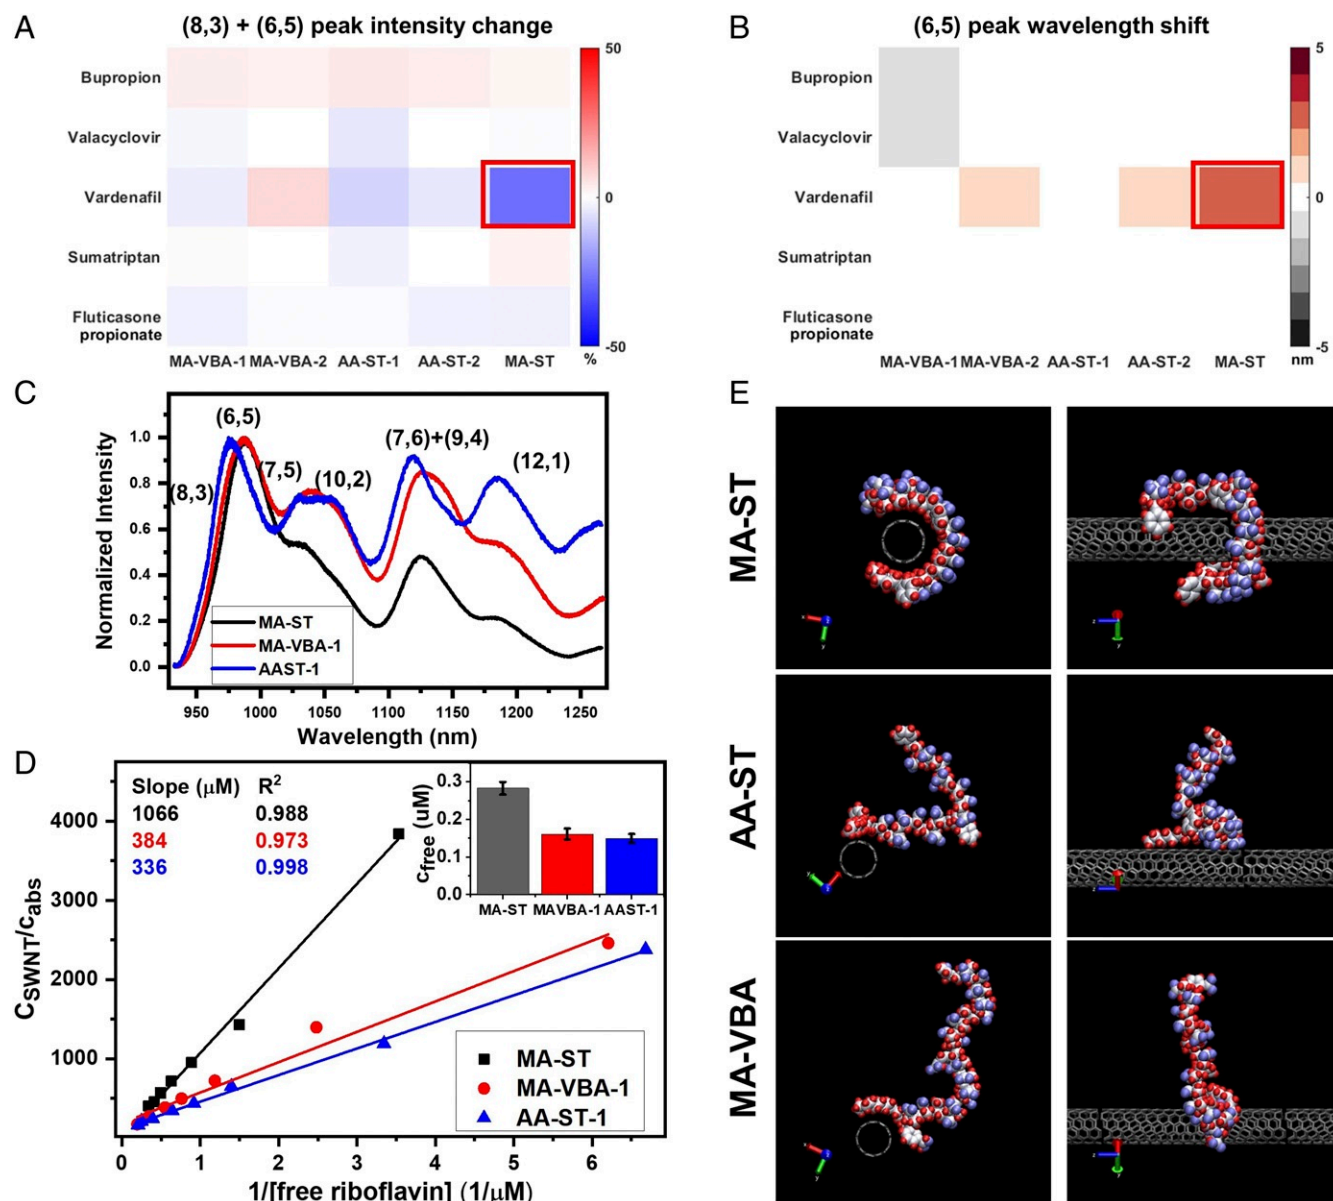 A
(8,3) + (6,5) peak intensity change
Bupropion
Valacyclovir
Vardenafil
Sumatriptan
Fluticasone
propionate
MA-VBA-1 MA-VBA-2 AA-ST-1 AA-ST-2 MA-ST
50
0
-50
%
B
(6,5) peak wavelength shift
Bupropion
Valacyclovir
Vardenafil
Sumatriptan
Fluticasone
propionate
MA-VBA-1 MA-VBA-2 AA-ST-1 AA-ST-2 MA-ST
5
0
-5
nm
C
Normalized Intensity
1.0
0.8
0.6
0.4
0.2
0.0
(8,3)
(6,5)
(7,5)
(10,2)
(7,6)+(9,4)
(12,1)
MA-ST
MA-VBA-1
AAST-1
950 1000 1050 1100 1150 1200 1250
Wavelength (nm)
D
CSWNT/cabs
4000
3000
2000
1000
Slope (μM) R2
1066 0.988
384 0.973
336 0.998
cfree (uM)
0.3
0.2
0.1
0.0
MA-ST MAVBA-1 AAST-1
MA-ST
MA-VBA-1
AA-ST-1
0 1 2 3 4 5 6
1/[free riboflavin] (1/μM)
E
MA-ST
AA-ST
MA-VBA